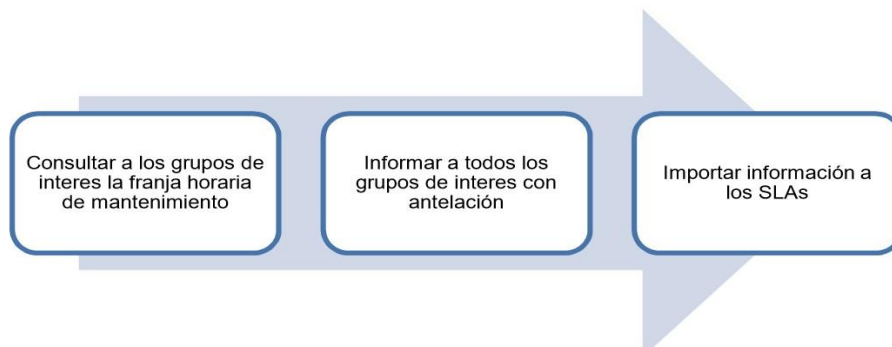 Consultar a los grupos de
interes la franja horaria
de mantenimiento
Informar a todos los
grupos de interes con
antelación
Importar información a
los SLAs